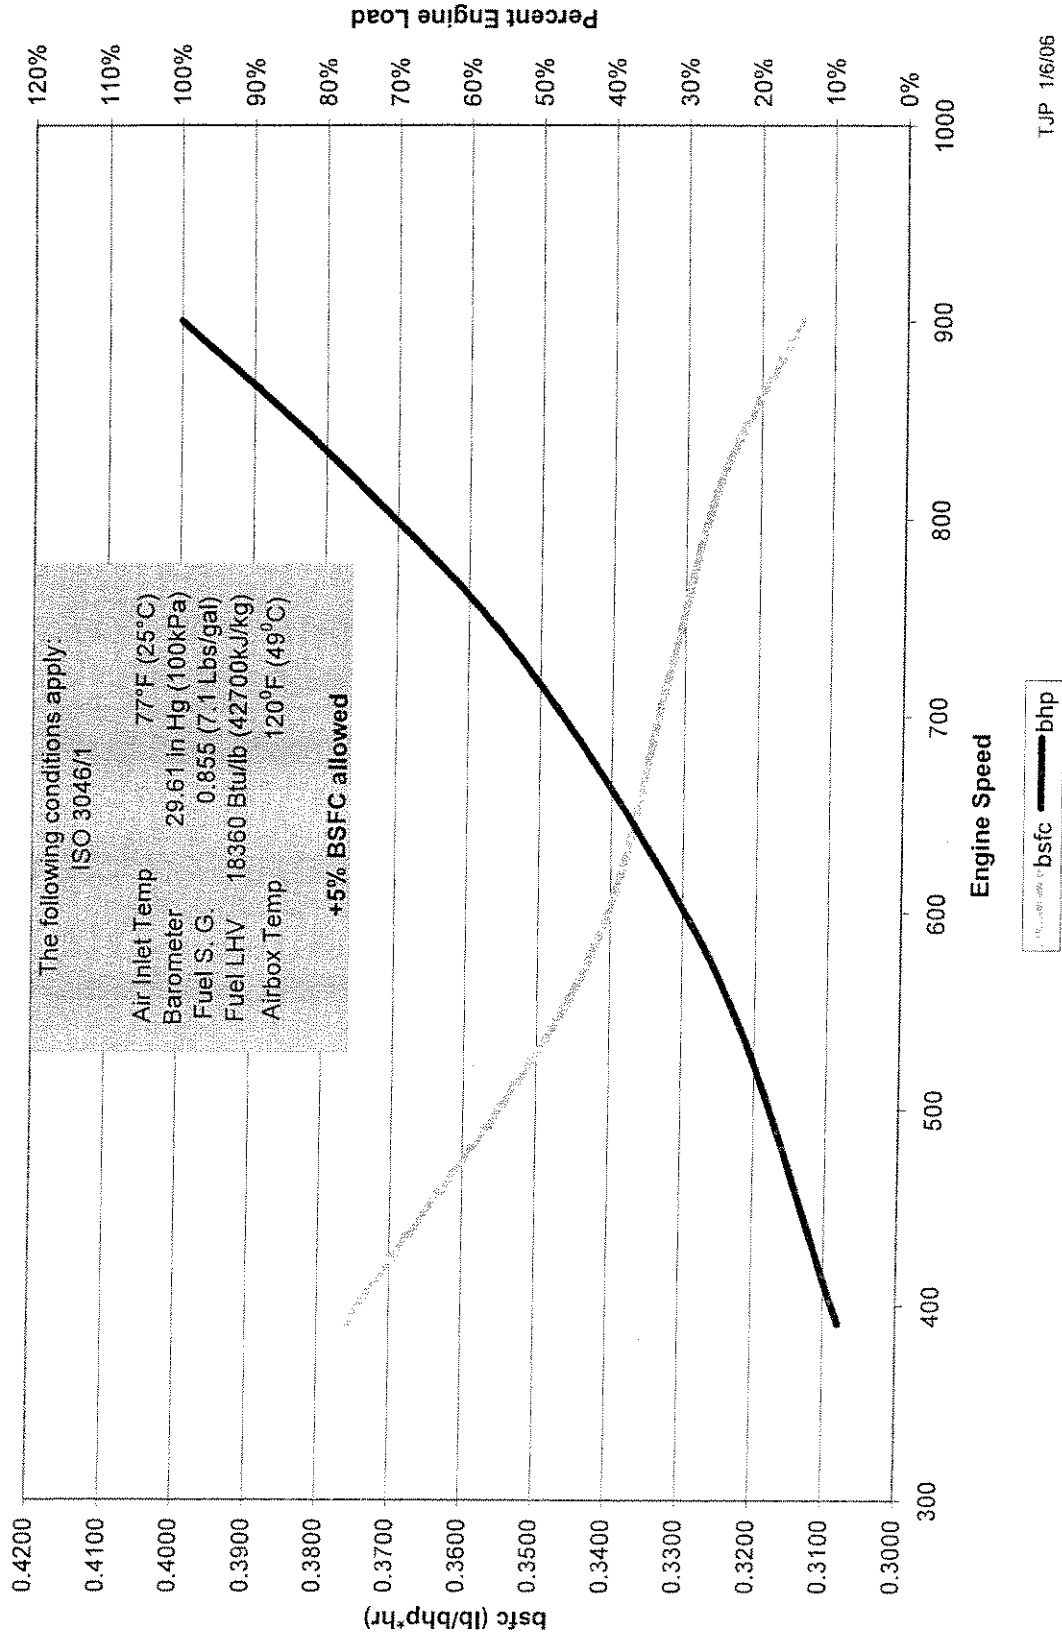 bsfc (lb/bhp*hr)
0.4200
0.4100
0.4000
0.3900
0.3800
0.3700
0.3600
0.3500
0.3400
0.3300
0.3200
0.3100
0.3000
The following conditions apply:
ISO 3046/1
Air Inlet Temp 77°F (25°C)
Barometer 29.61 in Hg (100kPa)
Fuel S. G. 0.855 (7.1 Lbs/gal)
Fuel LHV 18360 Btu/lb (42700kJ/kg)
Airbox Temp 120⁰F (49⁰C)
+5% BSFC allowed
Percent Engine Load
120%
110%
100%
90%
80%
70%
60%
50%
40%
30%
20%
10%
0%
300 400 500 600 700 800 900 1000
Engine Speed
bsfc bhp
TJP 1/6/06